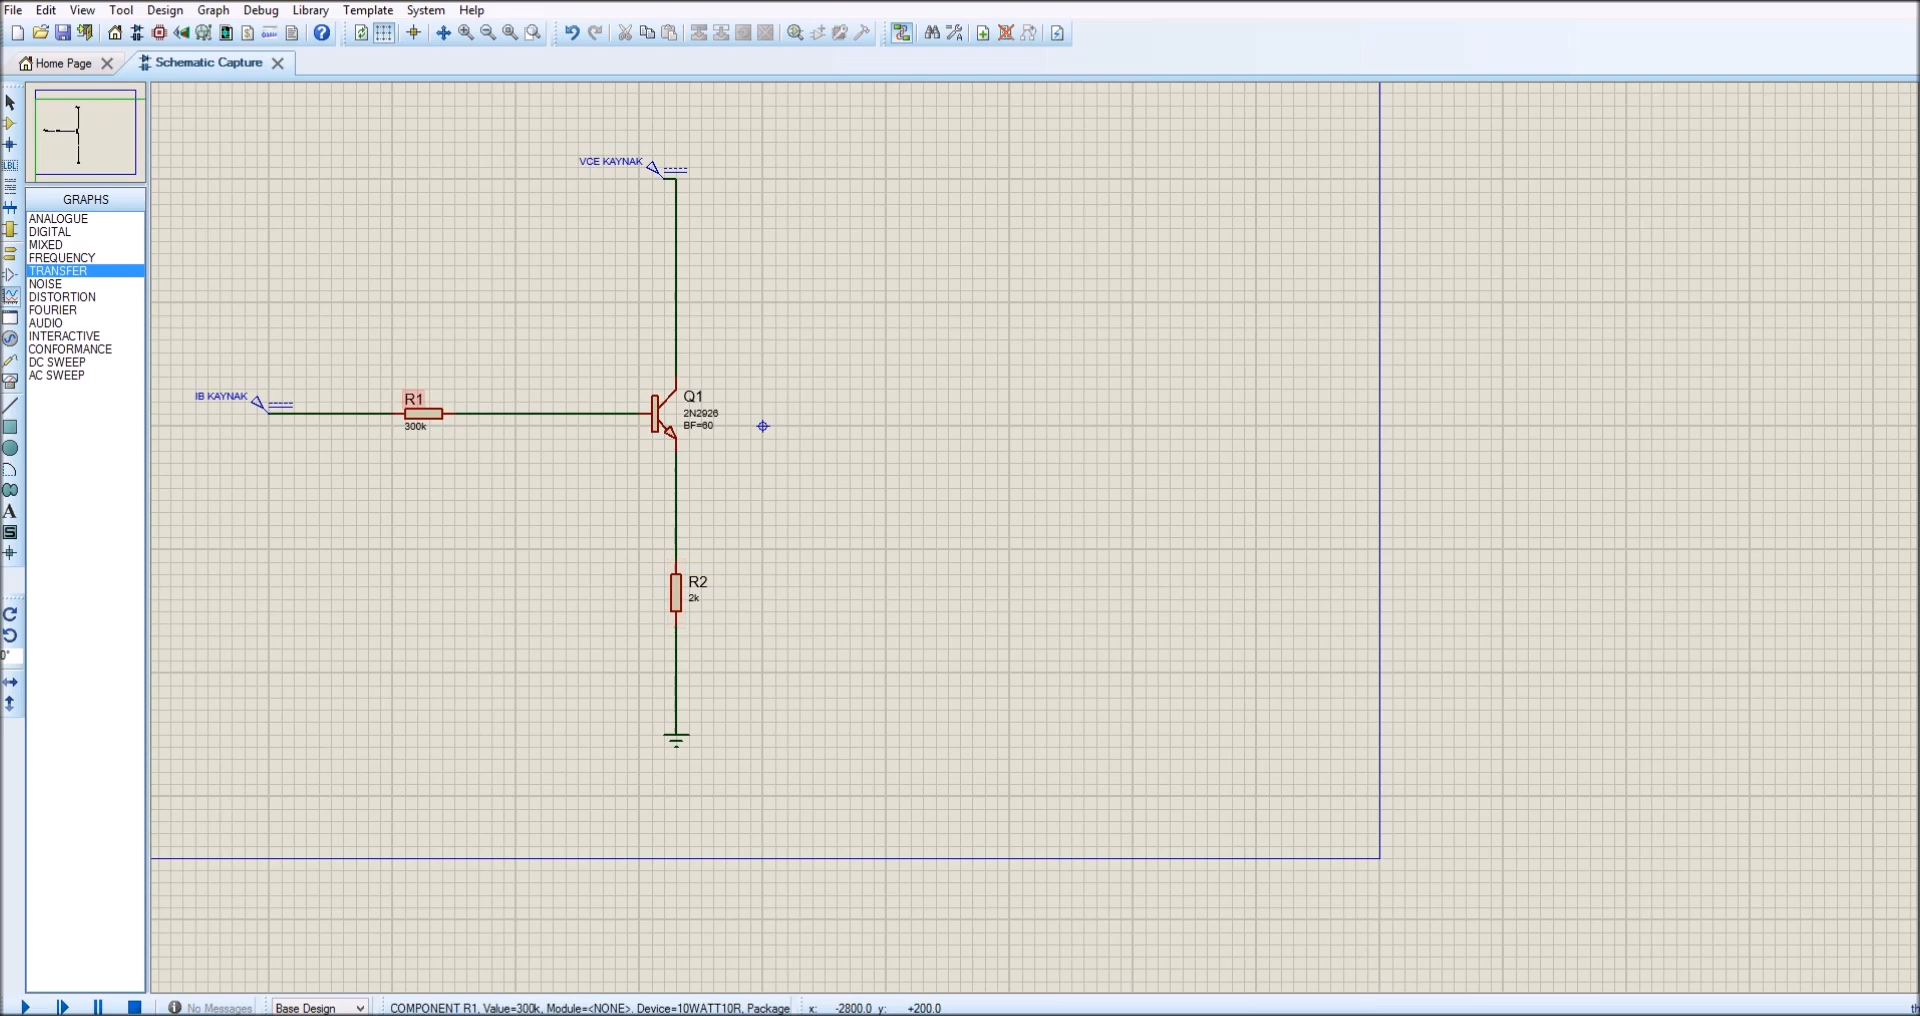 File Edit View Tool Design Graph Debug Library Template System Help
Home Page Schematic Capture
LBL
GRAPHS
ANALOGUE
DIGITAL
MIXED
FREQUENCY
TRANSFER
NOISE
DISTORTION
FOURIER
AUDIO
INTERACTIVE
CONFORMANCE
DC SWEEP
AC SWEEP
A
S
0°
VCE KAYNAK
IB KAYNAK
R1
300k
Q1
2N2926
BF=60
R2
2k
No Messages Base Design COMPONENT R1, Value=300k, Module=<NONE>, Device=10WATT10R, Package x: -2800.0 y: +200.0 th